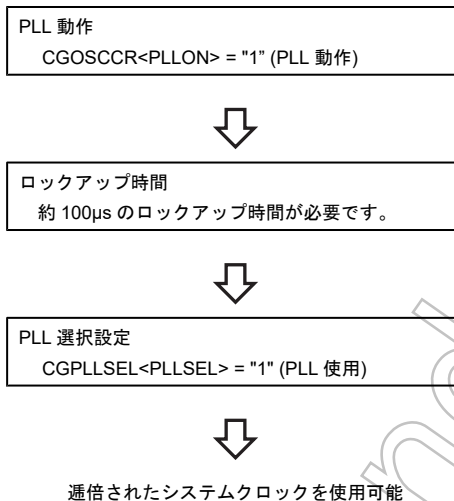 PLL 動作
CGOSCCR<PLLON> = "1” (PLL 動作)
ロックアップ時間
約 100µs のロックアップ時間が必要です。
PLL 選択設定
CGPLLSEL<PLLSEL> = "1" (PLL 使用)
逓倍されたシステムクロックを使用可能